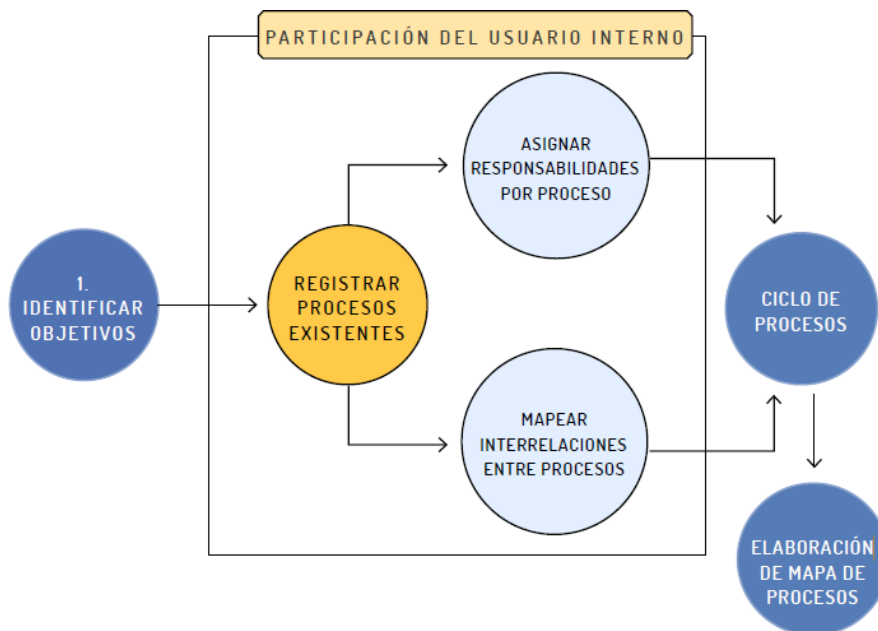 PARTICIPACIÓN DEL USUARIO INTERNO
ASIGNAR
RESPONSABILIDADES
POR PROCESO
1.
IDENTIFICAR
OBJETIVOS
REGISTRAR
PROCESOS
EXISTENTES
CICLO DE
PROCESOS
MAPEAR
INTERRELACIONES
ENTRE PROCESOS
ELABORACIÓN
DE MAPA DE
PROCESOS